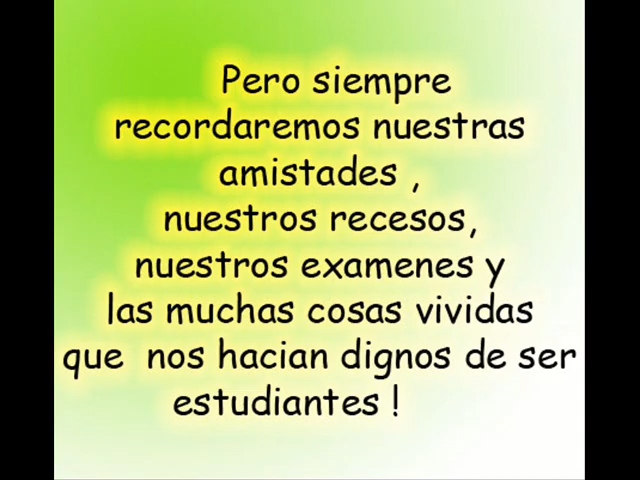 Pero siempre
recordaremos nuestras
amistades ,
nuestros recesos,
nuestros examenes y
las muchas cosas vividas
que nos hacian dignos de ser
estudiantes !